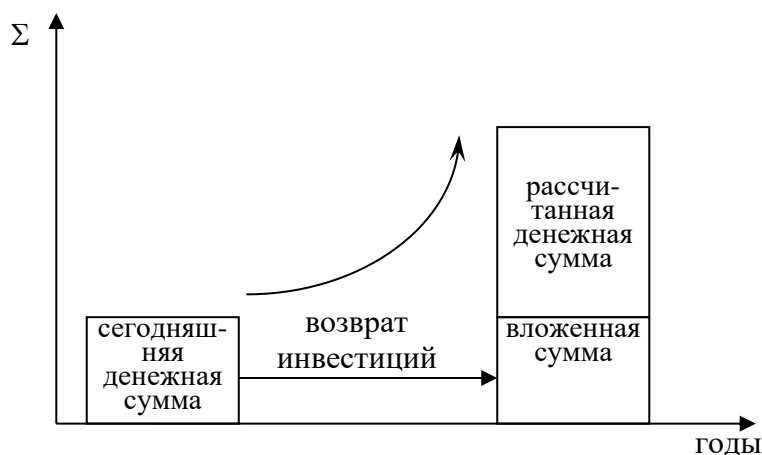 Σ
рассчи-
танная
денежная
сумма
сегодняш-
няя
денежная
сумма
возврат
инвестиций
вложенная
сумма
годы